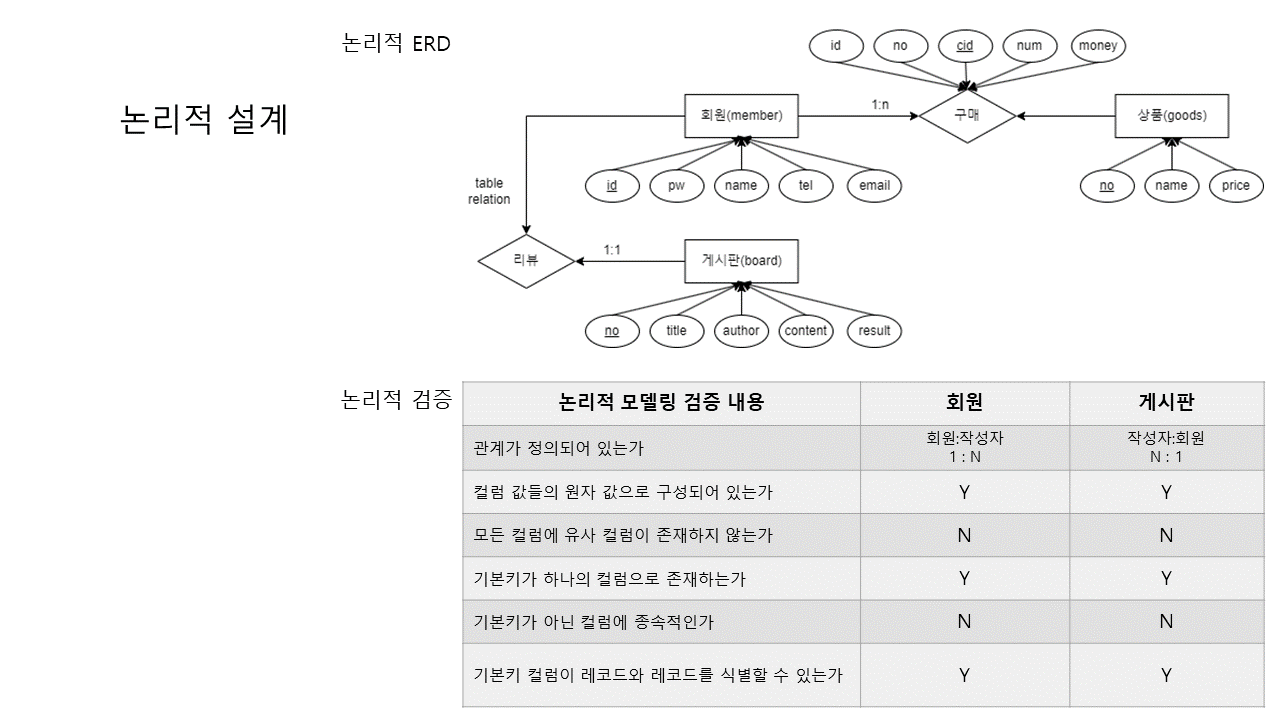 논리적 ERD
논리적 설계
id no cid num money
회원(member) 1:n 구매 상품(goods)
id pw name tel email
no name price
table
relation
리뷰 1:1 게시판(board)
no title author content result
논리적 검증
논리적 모델링 검증 내용 회원 게시판
관계가 정의되어 있는가 회원:작성자 작성자:회원
1 : N N : 1
컬럼 값들의 원자 값으로 구성되어 있는가 Y Y
모든 컬럼에 유사 컬럼이 존재하지 않는가 N N
기본키가 하나의 컬럼으로 존재하는가 Y Y
기본키가 아닌 컬럼에 종속적인가 N N
기본키 컬럼이 레코드와 레코드를 식별할 수 있는가 Y Y